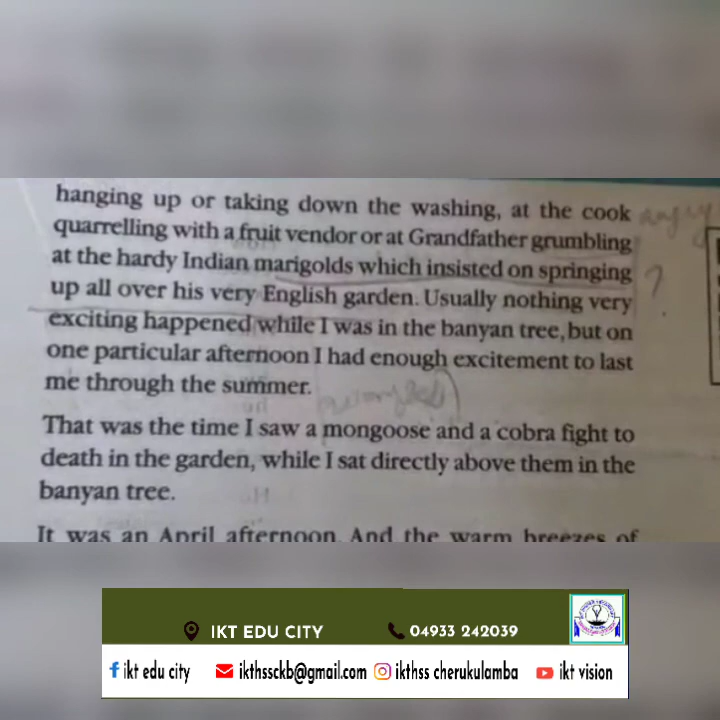 hanging up or taking down the washing, at the cook
quarrelling with a fruit vendor or at Grandfather grumbling
at the hardy Indian marigolds which insisted on springing
up all over his very English garden. Usually nothing very
exciting happened while I was in the banyan tree, but on
one particular afternoon I had enough excitement to last
me through the summer.
That was the time I saw a mongoose and a cobra fight to
death in the garden, while I sat directly above them in the
banyan tree.
It was an April afternoon. And the warm breezes of
angry
?
IKT EDU CITY
04933 242039
ikt edu city
ikthssckb@gmail.com
ikthss cherukulamba
ikt vision